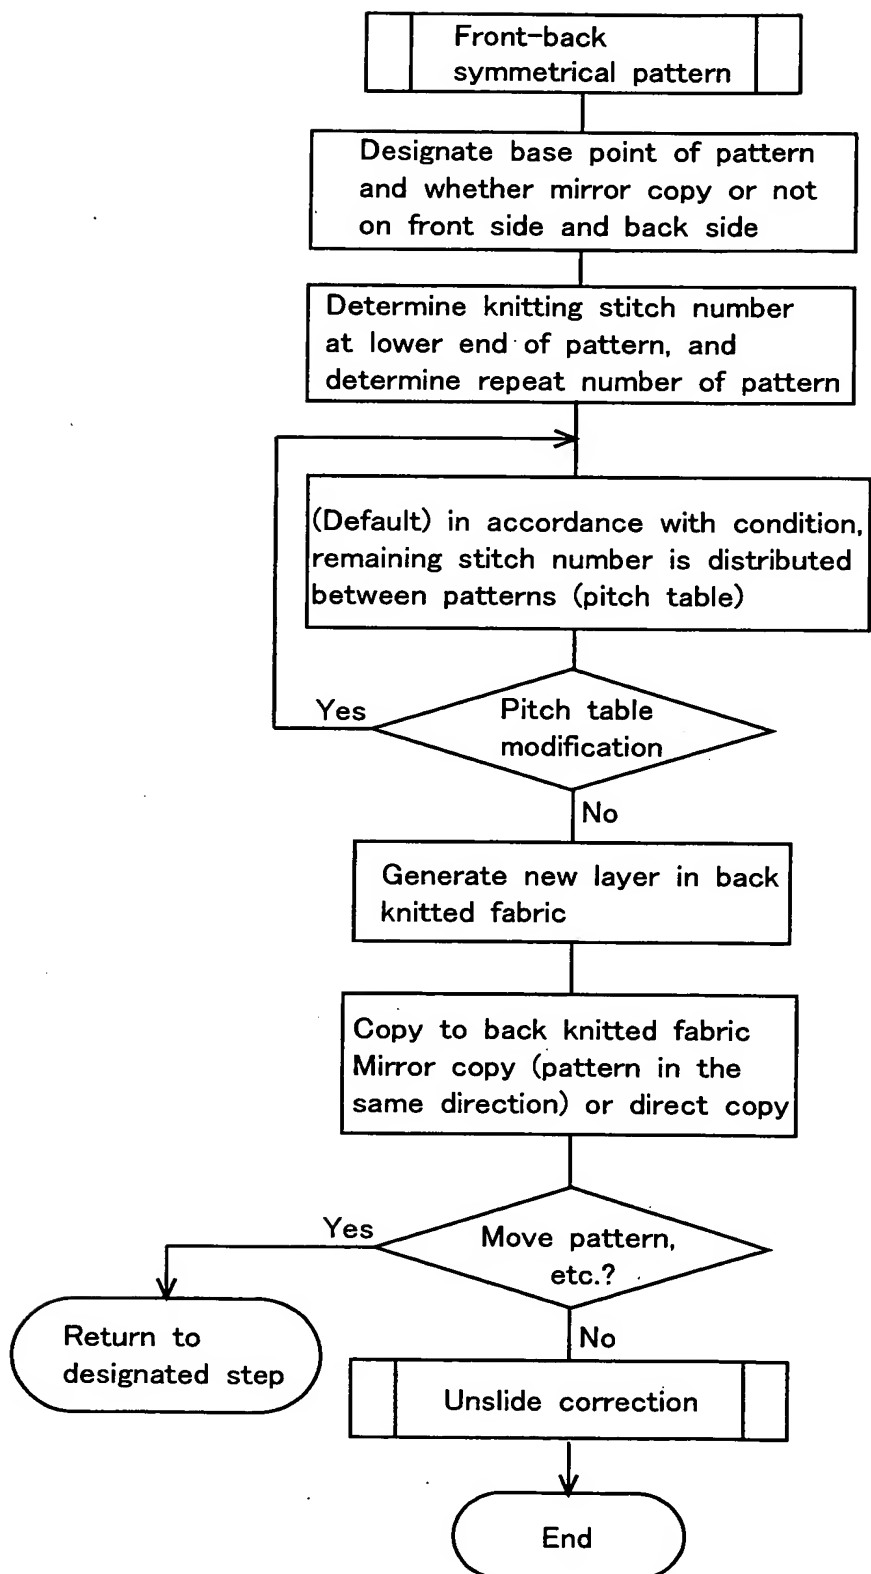 Front-back
symmetrical pattern
Designate base point of pattern
and whether mirror copy or not
on front side and back side
Determine knitting stitch number
at lower end of pattern, and
determine repeat number of pattern
(Default) in accordance with condition,
remaining stitch number is distributed
between patterns (pitch table)
Yes
Pitch table
modification
No
Generate new layer in back
knitted fabric
Copy to back knitted fabric
Mirror copy (pattern in the
same direction) or direct copy
Yes
Move pattern,
etc.?
Return to
designated step
No
Unslide correction
End